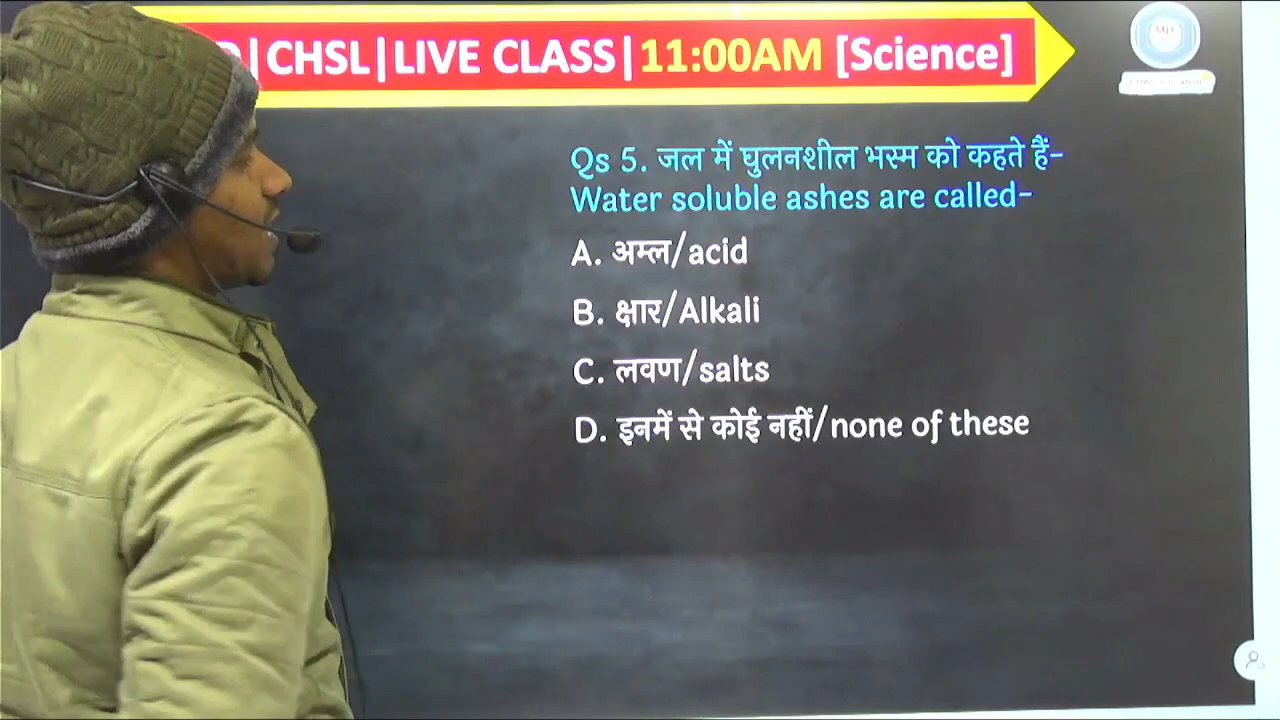 |CHSL|LIVE CLASS|11:00AM [Science]
MJT
Qs 5. जल में घुलनशील भस्म को कहते हैं-
Water soluble ashes are called-
A. अम्ल/acid
B. क्षार/Alkali
C. लवण/salts
D. इनमें से कोई नहीं/none of these